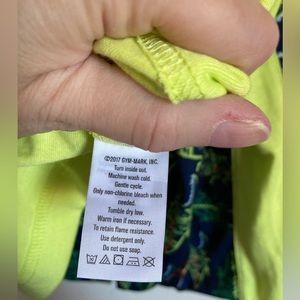 ©2017 GYM-MARK, INC.
Turn inside out.
Machine wash cold.
Gentle cycle.
Only non-chlorine bleach when
needed.
Tumble dry low.
Warm iron if necessary.
To retain flame resistance.
Use detergent only.
Do not use soap.